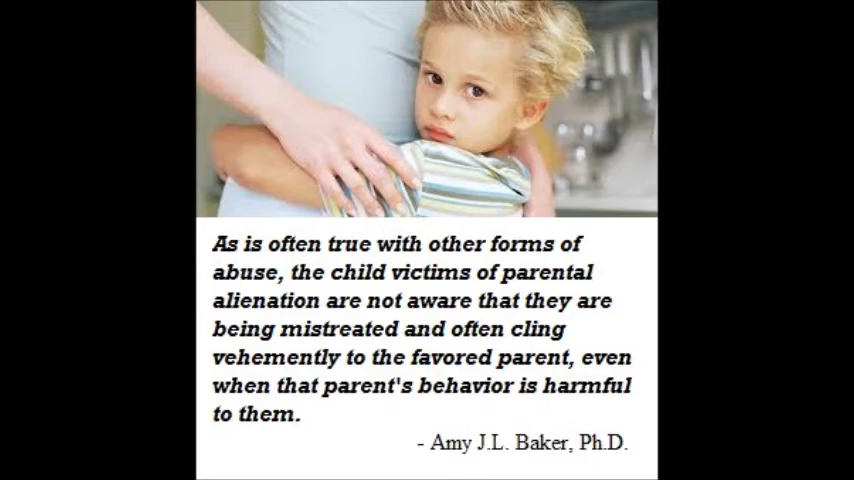 As is often true with other forms of
abuse, the child victims of parental
alienation are not aware that they are
being mistreated and often cling
vehemently to the favored parent, even
when that parent's behavior is harmful
to them.
- Amy J.L. Baker, Ph.D.